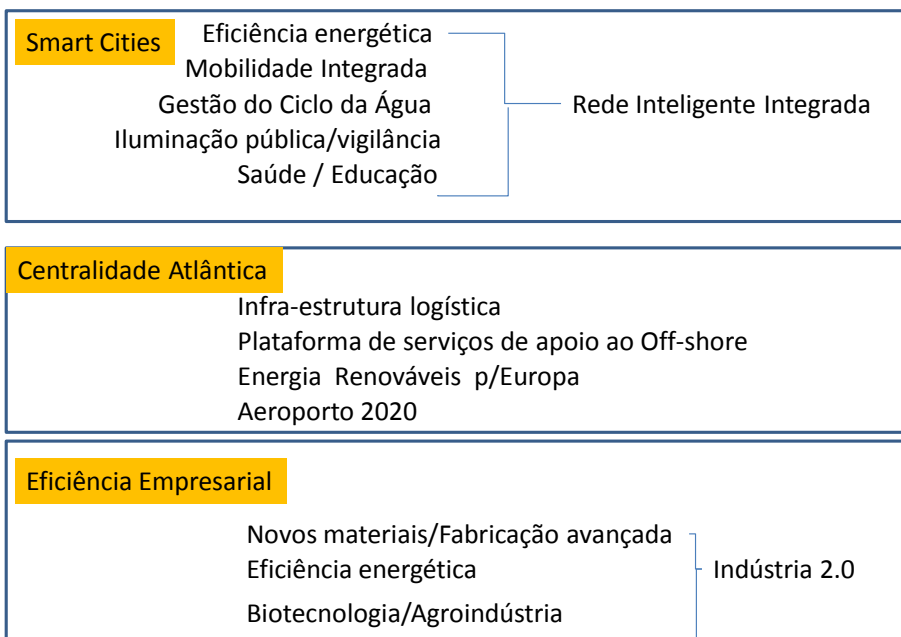 Smart Cities
Eficiência energética
Mobilidade Integrada
Gestão do Ciclo da Água
Rede Inteligente Integrada
Iluminação pública/vigilância
Saúde / Educação
Centralidade Atlântica
Infra-estrutura logística
Plataforma de serviços de apoio ao Off-shore
Energia Renováveis p/Europa
Aeroporto 2020
Eficiência Empresarial
Novos materiais/Fabricação avançada
Eficiência energética
Indústria 2.0
Biotecnologia/Agroindústria